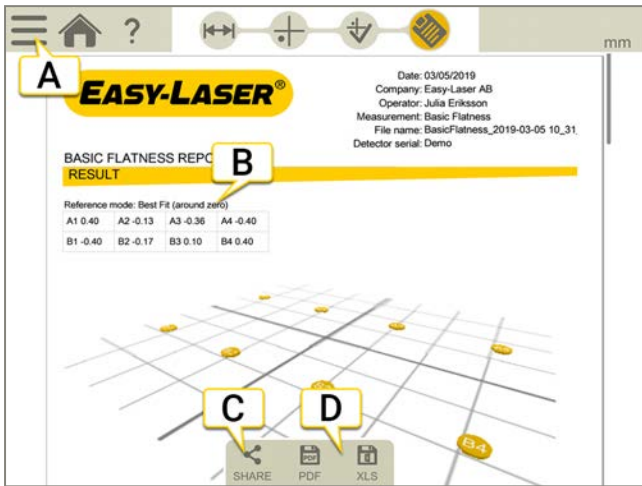 ?
mm
A
EASY-LASER®
Date: 03/05/2019
Company: Easy-Laser AB
Operator: Julia Eriksson
Measurement: Basic Flatness
File name: BasicFlatness_2019-03-05 10_31_
Detector serial: Demo
BASIC FLATNESS REPO
B
RESULT
Reference mode: Best Fit (around zero)
A1 0.40 A2 -0.13 A3 -0.36 A4 -0.40
B1 -0.40 B2 -0.17 B3 0.10 B4 0.40
C
D
B4
PDF
SHARE PDF XLS